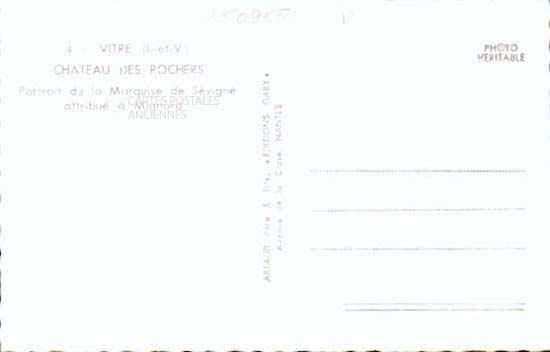 4 - VITRE (I.-et-V.)
CHATEAU DES ROCHERS
Portrait de la Marquise de Sévigné
attribué à Mignard
CARTES POSTALES
ANCIENNES
PHOTO
VERITABLE
ARTAUD Père & Fils, "EDITIONS GABY"
Avenue de la Close, NANTES